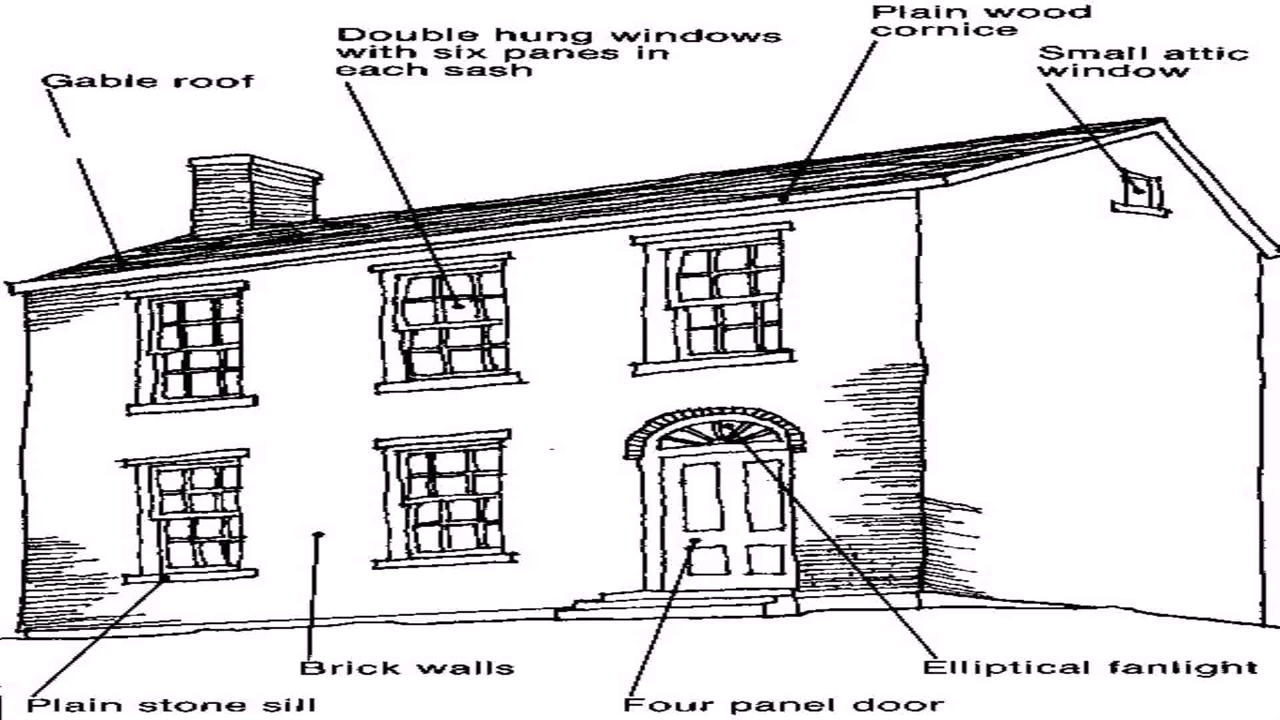 Plain wood
cornice
Double hung windows
with six panes in
each sash
Small attic
window
Gable roof
Brick walls
Elliptical fanlight
Plain stone sill
Four panel door